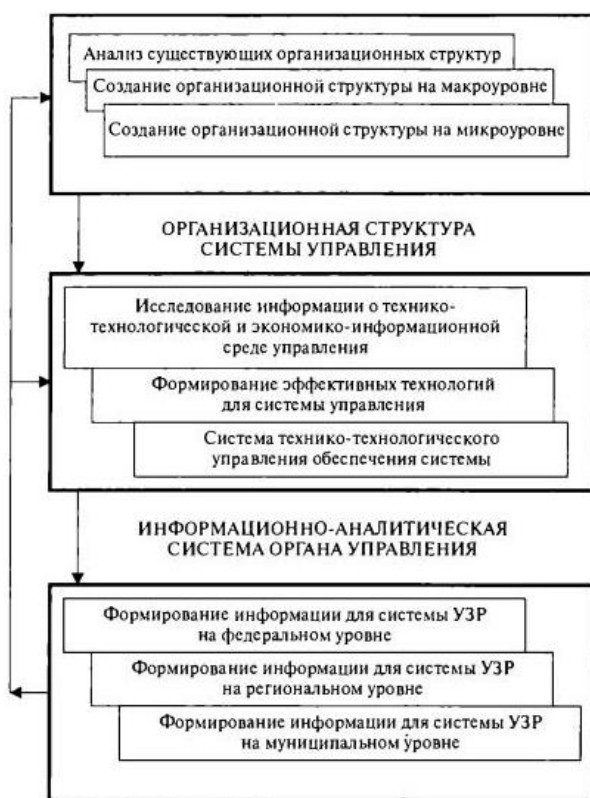 Анализ существующих организационных структур
Создание организационной структуры на макроуровне
Создание организационной структуры на микроуровне
ОРГАНИЗАЦИОННАЯ СТРУКТУРА
СИСТЕМЫ УПРАВЛЕНИЯ
Исследование информации о технико-
технологической и экономико-информационной
среде управления
Формирование эффективных технологий
для системы управления
Система технико-технологического
управления обеспечения системы
ИНФОРМАЦИОННО-АНАЛИТИЧЕСКАЯ
СИСТЕМА ОРГАНА УПРАВЛЕНИЯ
Формирование информации для системы УЗР
на федеральном уровне
Формирование информации для системы УЗР
на региональном уровне
Формирование информации для системы УЗР
на муниципальном уровне